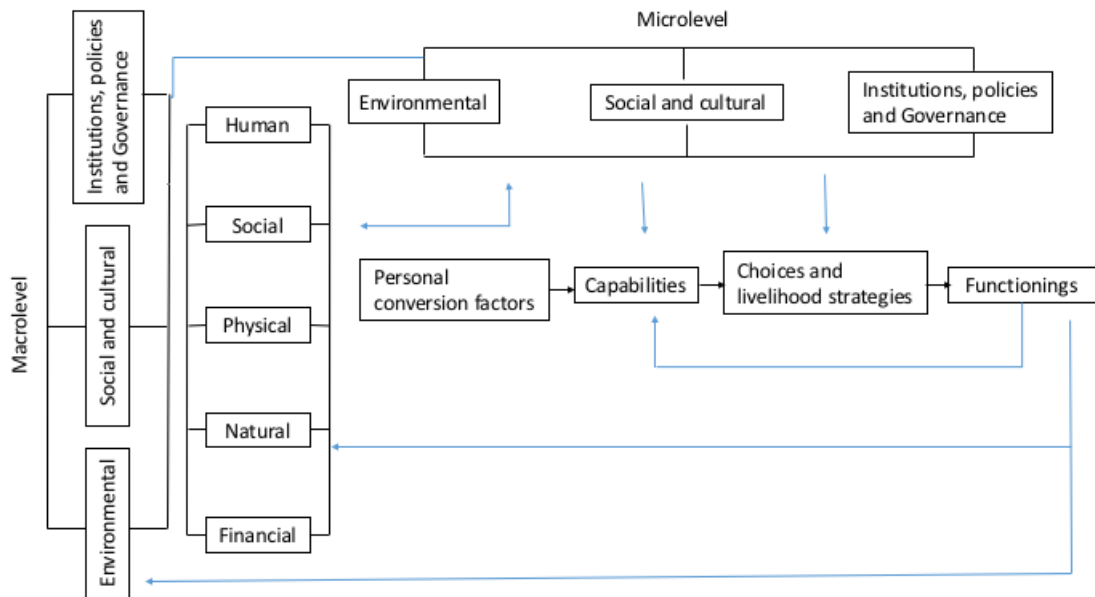 Microlevel
Macrolevel
Institutions, policies
and Governance
Social and cultural
Environmental
Human
Social
Physical
Natural
Financial
Environmental
Social and cultural
Institutions, policies
and Governance
Personal
conversion factors
Capabilities
Choices and
livelihood strategies
Functionings